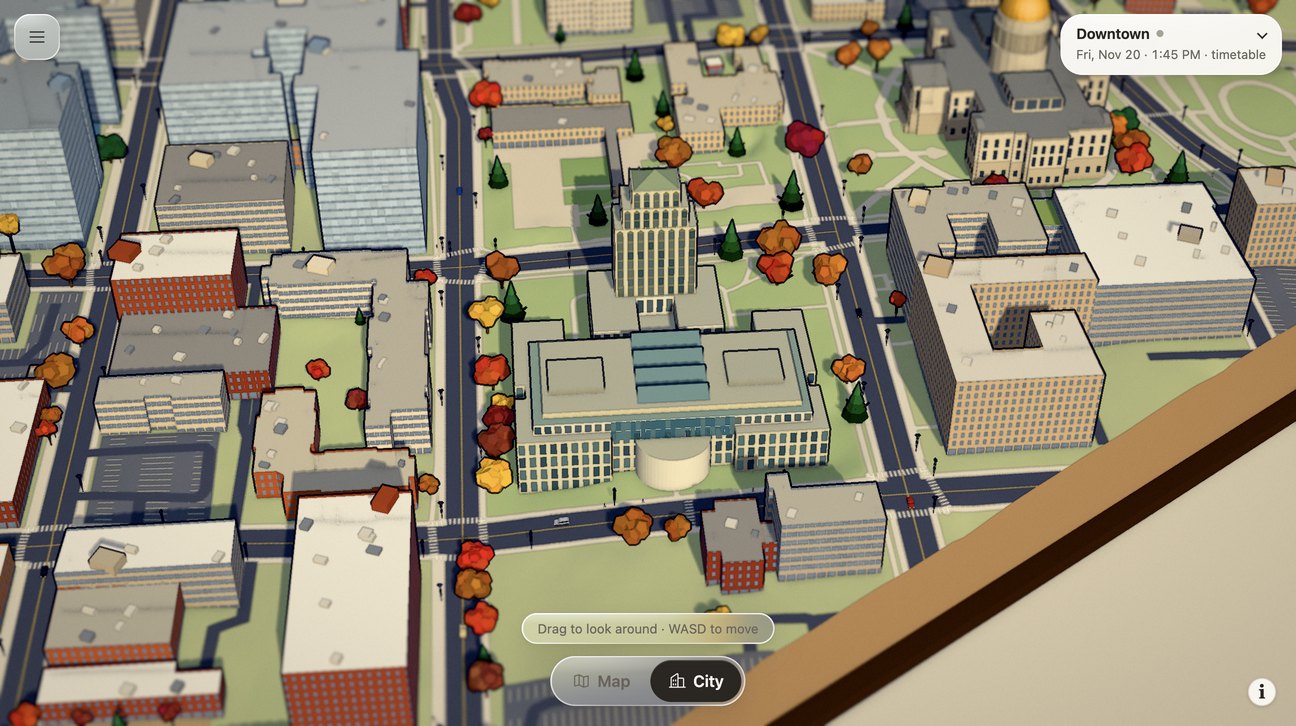 Downtown
Fri, Nov 20 · 1:45 PM · timetable
Drag to look around · WASD to move
Map
City
i